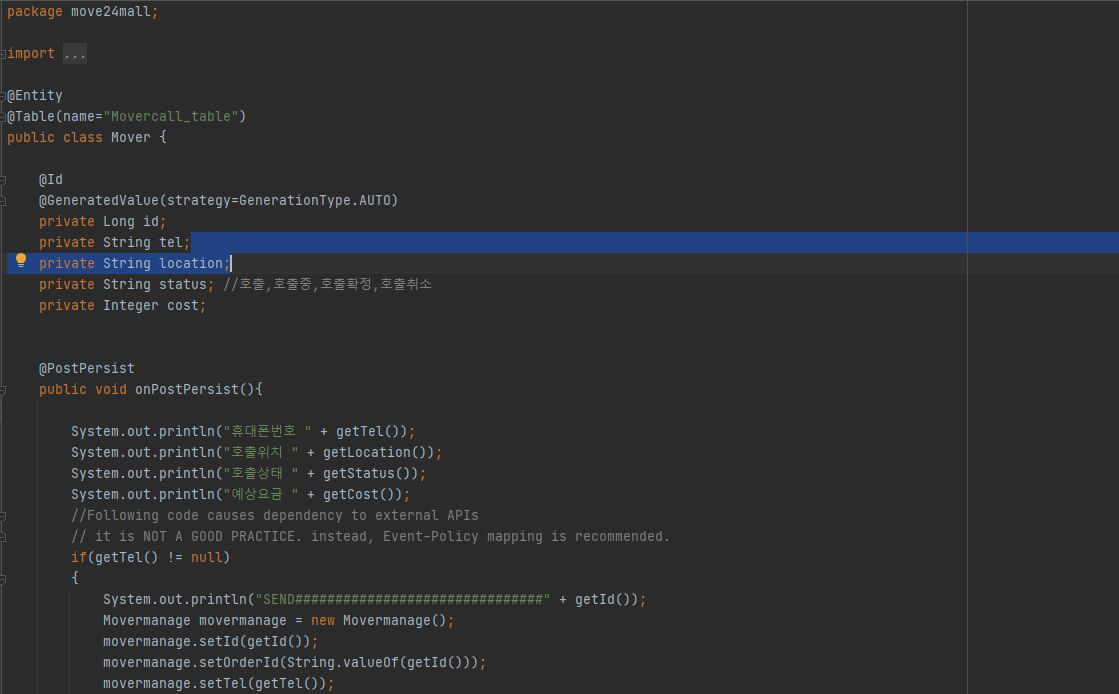 package move24mall;
import ...
@Entity
@Table(name="Movercall_table")
public class Mover {
@Id
@GeneratedValue(strategy=GenerationType.AUTO)
private Long id;
private String tel;
private String location;
private String status; //호출,호출중,호출확정,호출취소
private Integer cost;
@PostPersist
public void onPostPersist(){
System.out.println("휴대폰번호 " + getTel());
System.out.println("호출위치 " + getLocation());
System.out.println("호출상태 " + getStatus());
System.out.println("예상요금 " + getCost());
//Following code causes dependency to external APIs
// it is NOT A GOOD PRACTICE. instead, Event-Policy mapping is recommended.
if(getTel() != null)
{
System.out.println("SEND###############################" + getId());
Movermanage movermanage = new Movermanage();
movermanage.setId(getId());
movermanage.setOrderId(String.valueOf(getId()));
movermanage.setTel(getTel());